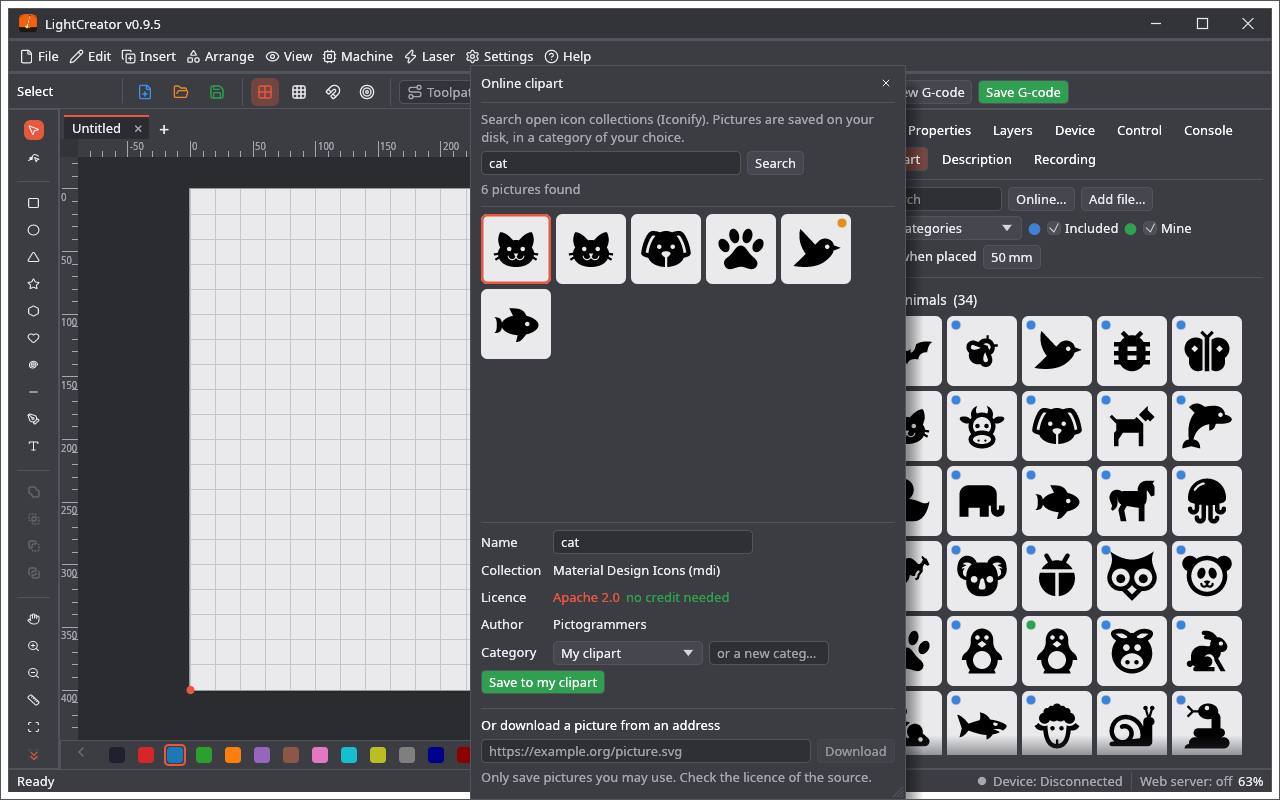 LightCreator v0.9.5
File Edit Insert Arrange View Machine Laser Settings Help
Select
Toolpat
ew G-code
Save G-code
Untitled
-50 0 50 100 150 200
0
50
100
150
200
250
300
350
400
Online clipart
Search open icon collections (Iconify). Pictures are saved on your
disk, in a category of your choice.
cat
Search
6 pictures found
Name cat
Collection Material Design Icons (mdi)
Licence Apache 2.0 no credit needed
Author Pictogrammers
Category My clipart or a new categ...
Save to my clipart
Or download a picture from an address
https://example.org/picture.svg Download
Only save pictures you may use. Check the licence of the source.
Properties Layers Device Control Console
art Description Recording
rch Online... Add file...
ategories Included Mine
when placed 50 mm
nimals (34)
Ready
Device: Disconnected Web server: off 63%